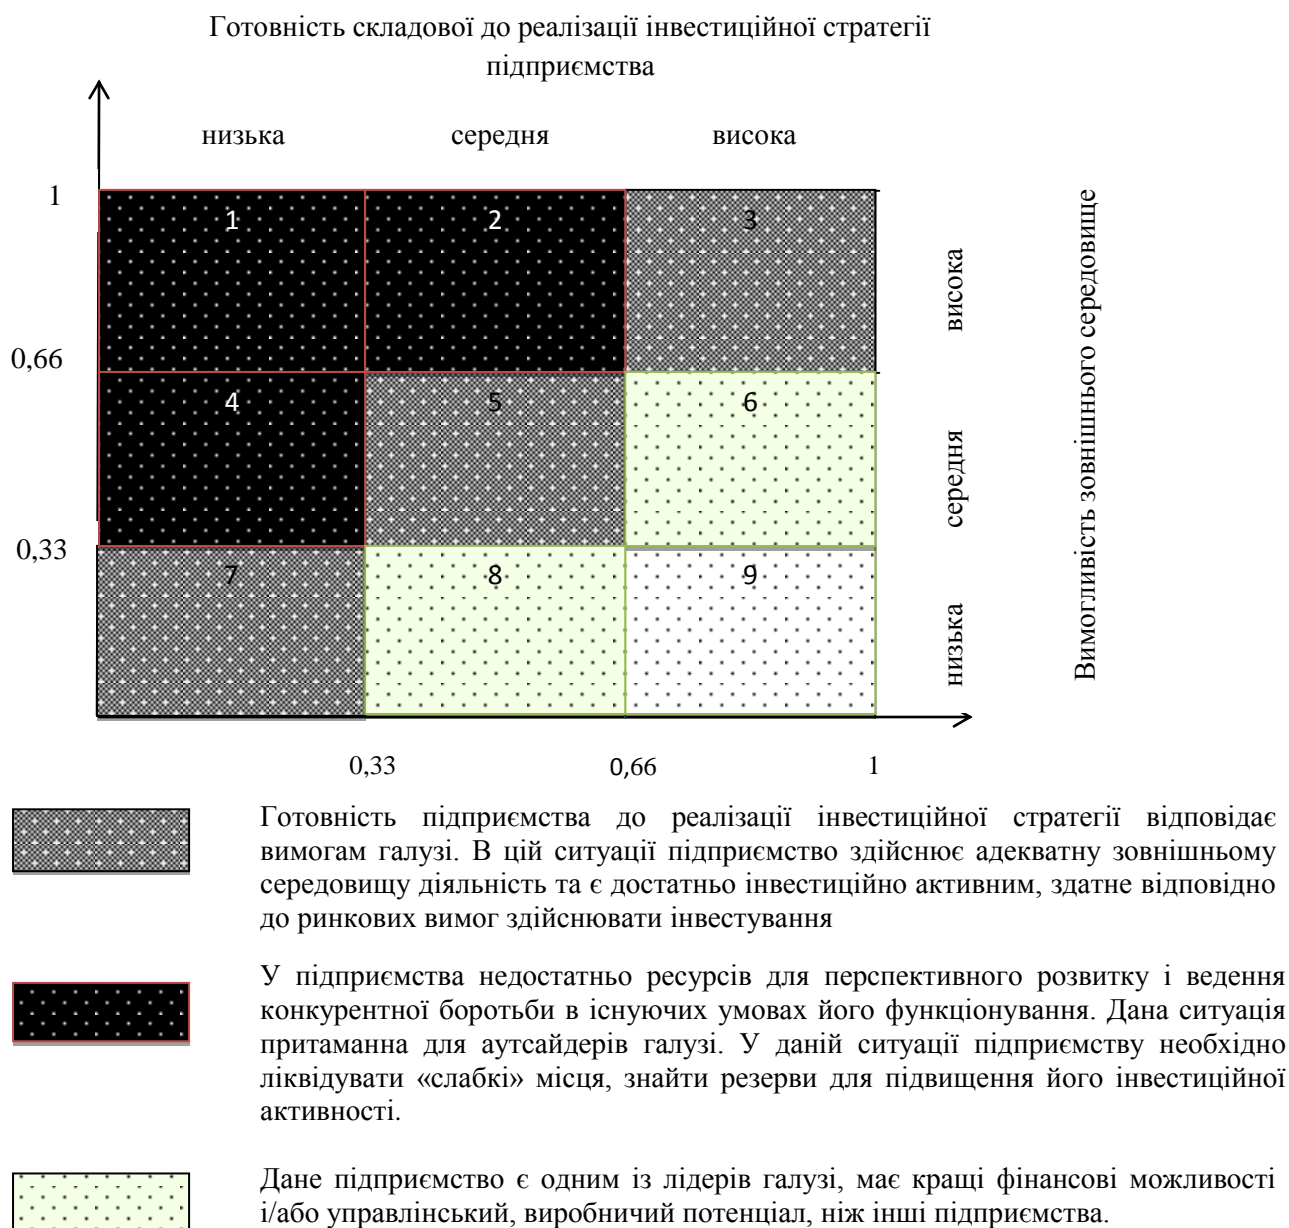 Готовність складової до реалізації інвестиційної стратегії
підприємства
низька
середня
висока
1
1
2
3
висока
Вимогливість зовнішнього середовище
0,66
4
5
6
середня
0,33
7
8
9
низька
0,33
0,66
1
Готовність підприємства до реалізації інвестиційної стратегії відповідає
вимогам галузі. В цій ситуації підприємство здійснює адекватну зовнішньому
середовищу діяльність та є достатньо інвестиційно активним, здатне відповідно
до ринкових вимог здійснювати інвестування
У підприємства недостатньо ресурсів для перспективного розвитку і ведення
конкурентної боротьби в існуючих умовах його функціонування. Дана ситуація
притаманна для аутсайдерів галузі. У даній ситуації підприємству необхідно
ліквідувати «слабкі» місця, знайти резерви для підвищення його інвестиційної
активності.
Дане підприємство є одним із лідерів галузі, має кращі фінансові можливості
і/або управлінський, виробничий потенціал, ніж інші підприємства.